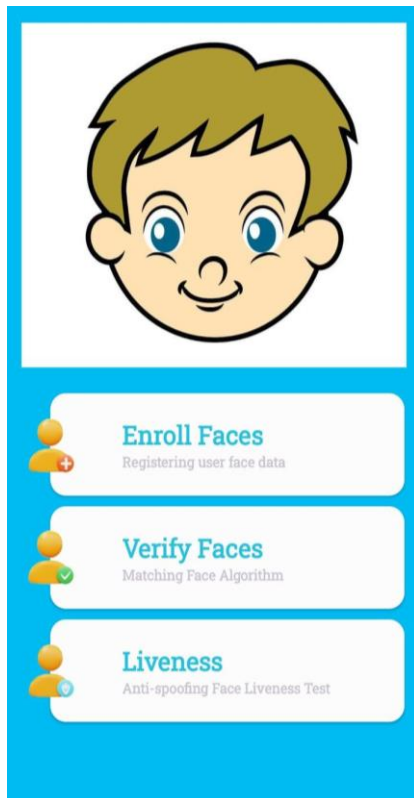 Enroll Faces
Registering user face data
Verify Faces
Matching Face Algorithm
Liveness
Anti-spoofing Face Liveness Test